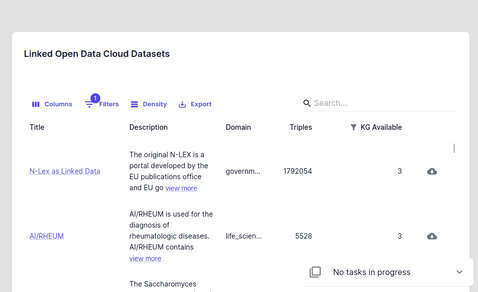 Linked Open Data Cloud Datasets
Columns
1
Filters
Density
Export
Search...
Title Description Domain Triples KG Available
N-Lex as Linked Data
The original N-LEX is a
portal developed by the
EU publications office
and EU go view more
governm...
1792054
3
AI/RHEUM
AI/RHEUM is used for the
diagnosis of
rheumatologic diseases.
AI/RHEUM contains
view more
life_scien...
5528
3
The Saccharomyces
No tasks in progress